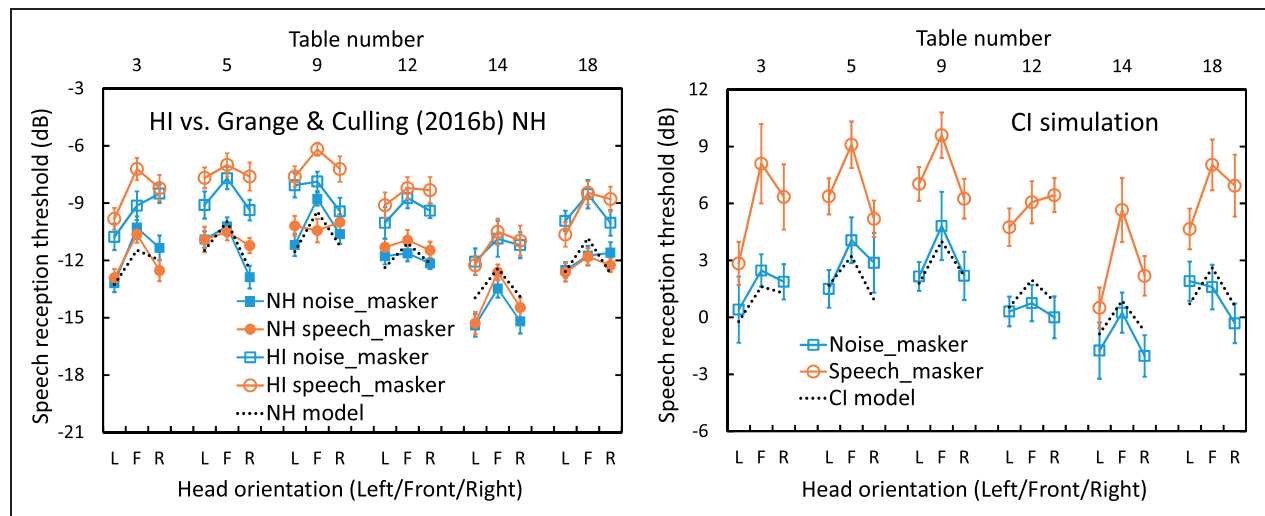 Table number
3 5 9 12 14 18
HI vs. Grange & Culling (2016b) NH
Speech reception threshold (dB)
-3
-6
-9
-12
-15
-18
-21
NH noise_masker
NH speech_masker
HI noise_masker
HI speech_masker
NH model
L F R L F R L F R L F R L F R L F R
Head orientation (Left/Front/Right)
Table number
3 5 9 12 14 18
CI simulation
Speech reception threshold (dB)
12
9
6
3
0
-3
-6
Noise_masker
Speech_masker
CI model
L F R L F R L F R L F R L F R L F R
Head orientation (Left/Front/Right)